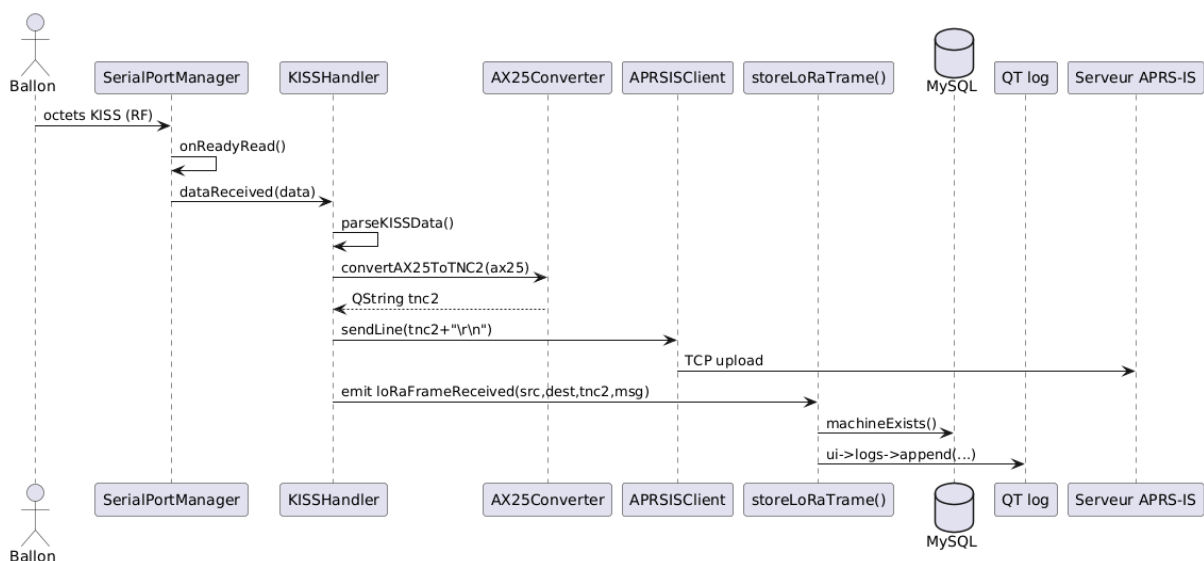 Ballon
SerialPortManager
KISSHandler
AX25Converter
APRSISClient
storeLoRaTrame()
MySQL
QT log
Serveur APRS-IS
octets KISS (RF)
onReadyRead()
dataReceived(data)
parseKISSData()
convertAX25ToTNC2(ax25)
QString tnc2
sendLine(tnc2+"\r\n")
TCP upload
emit loRaFrameReceived(src,dest,tnc2,msg)
machineExists()
ui->logs->append(...)
Ballon
SerialPortManager
KISSHandler
AX25Converter
APRSISClient
storeLoRaTrame()
MySQL
QT log
Serveur APRS-IS